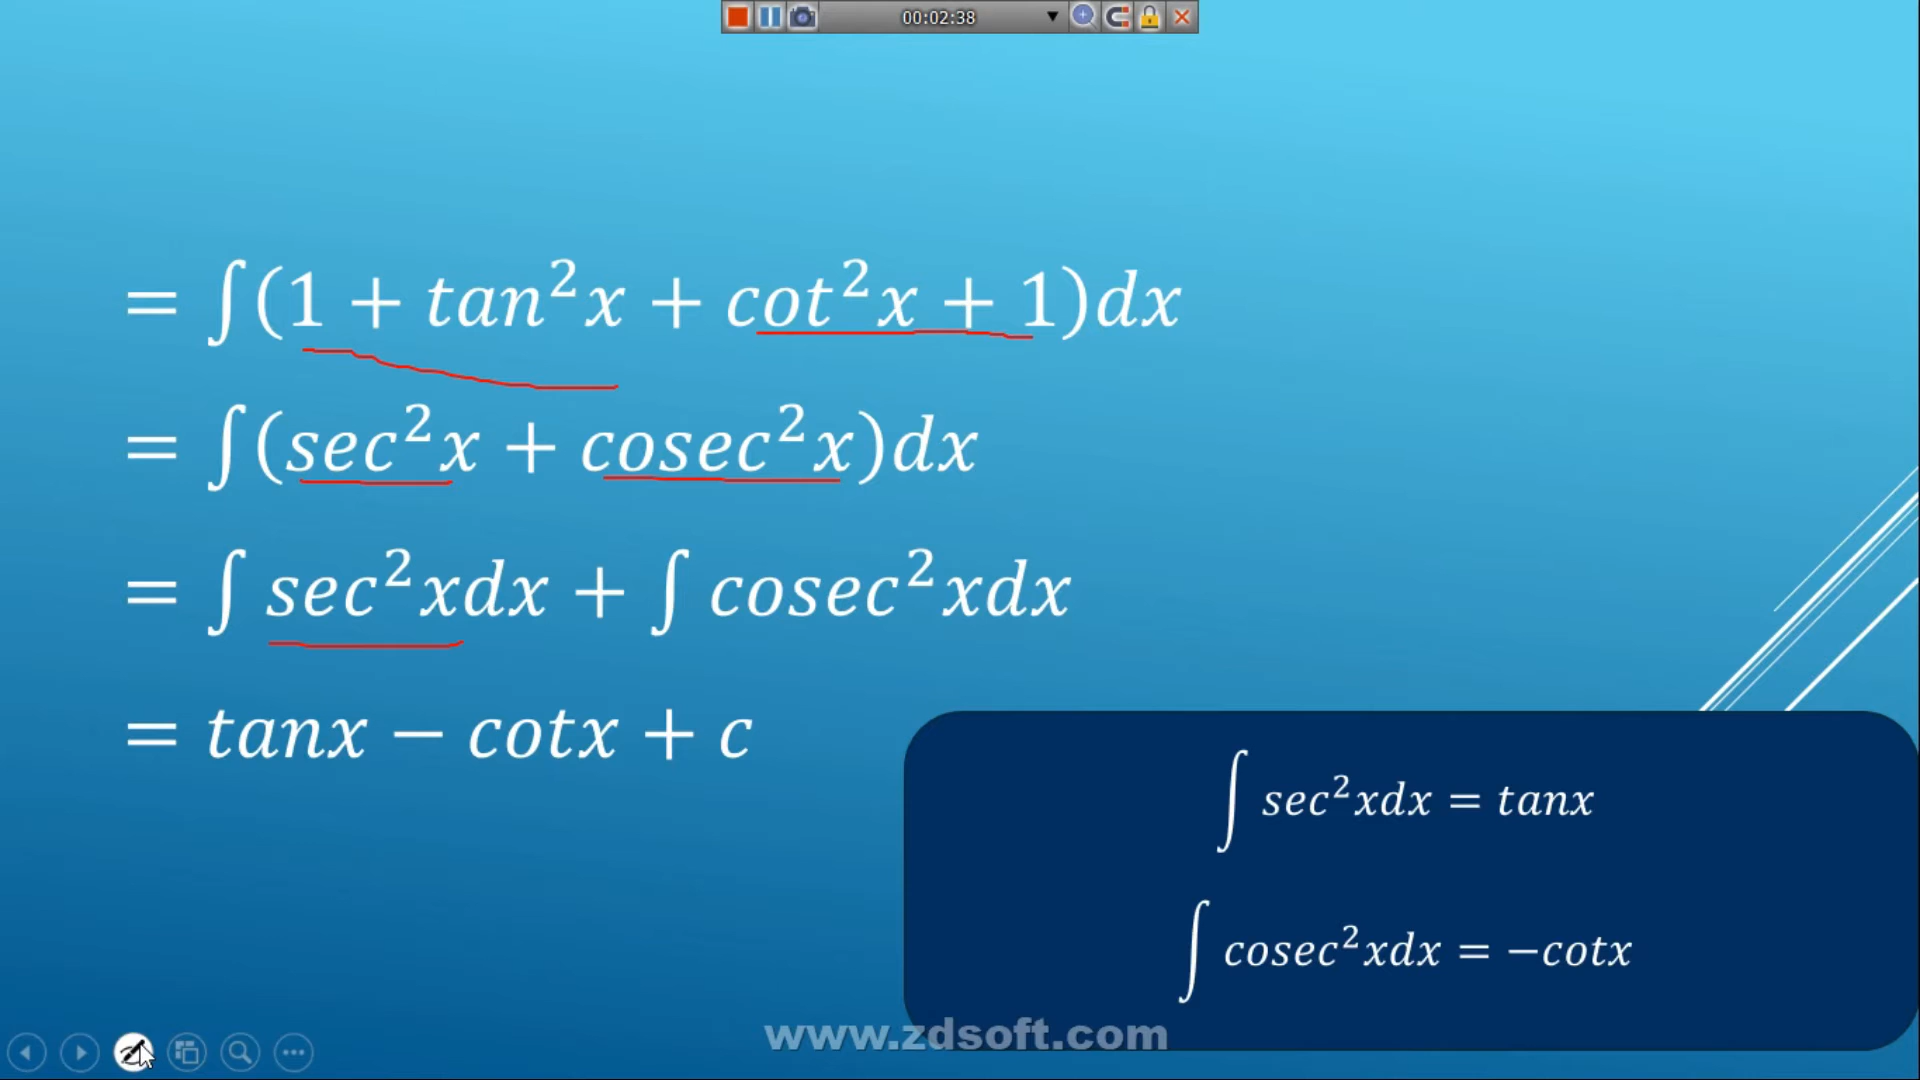 00:02:38
= ∫(1 + tan²x + cot²x + 1)dx
= ∫(sec²x + cosec²x)dx
= ∫ sec²xdx + ∫ cosec²xdx
= tanx − cotx + c
∫ sec²xdx = tanx
∫ cosec²xdx = −cotx
www.zdsoft.com